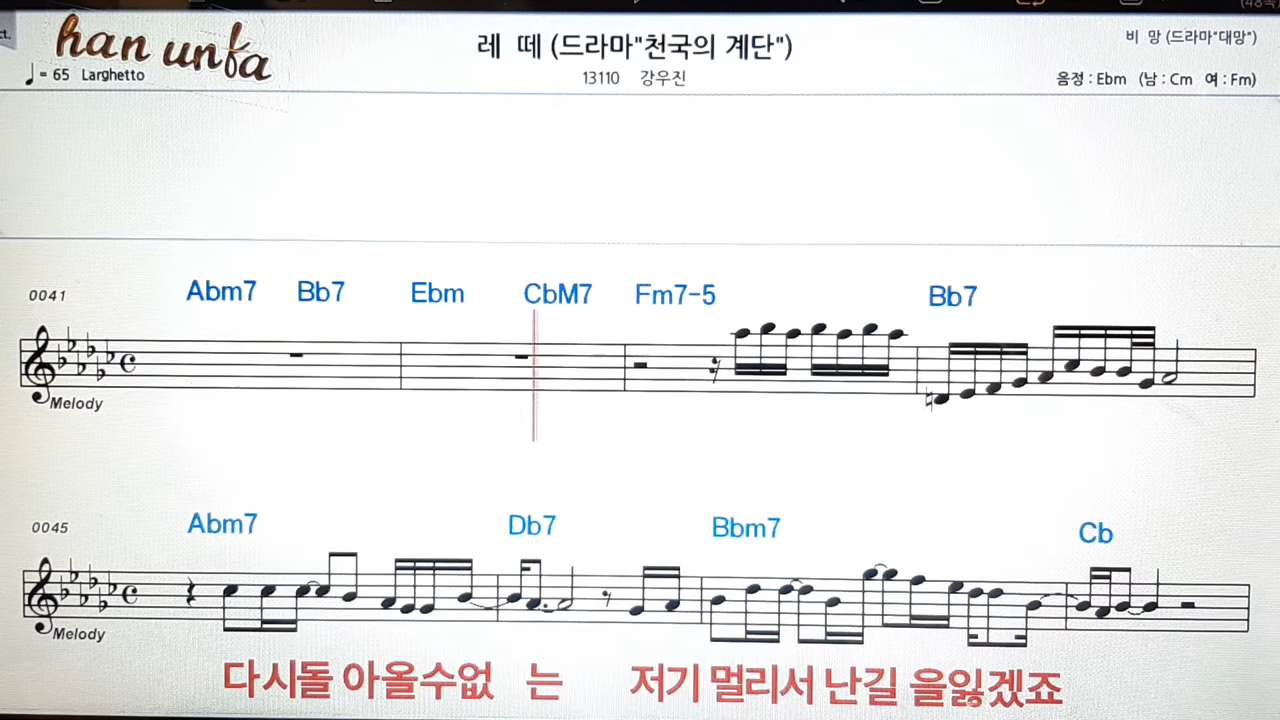 ct.
han unfa
레 떼 (드라마"천국의 계단")
비 망 (드라마"대망")
♩ = 65 Larghetto
13110 강우진
음정 : Ebm (남 : Cm 여 : Fm)
0041 Abm7 Bb7 Ebm CbM7 Fm7-5 Bb7
Melody
0045 Abm7 Db7 Bbm7 Cb
Melody
다시돌 아올수없 는 저기 멀리서 난길 을잃겠죠